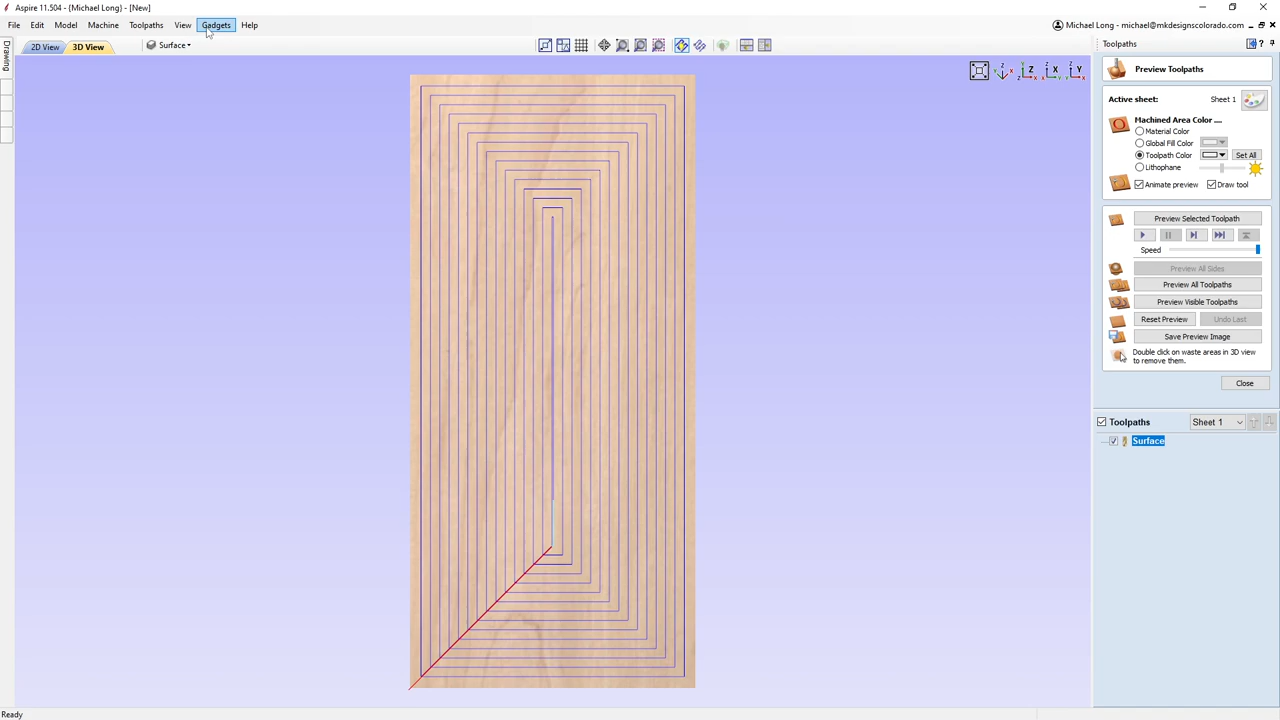 Aspire 11.504 - {Michael Long} - [New]
File Edit Model Machine Toolpaths View Gadgets Help
Michael Long - michael@mkdesignscolorado.com
2D View 3D View Surface
Drawing
Toolpaths
Preview Toolpaths
Active sheet: Sheet 1
Machined Area Color ....
Material Color
Global Fill Color
Toolpath Color Set All
Lithophane
Animate preview Draw tool
Preview Selected Toolpath
Speed
Preview All Sides
Preview All Toolpaths
Preview Visible Toolpaths
Reset Preview Undo Last
Save Preview Image
Double click on waste areas in 3D view
to remove them.
Close
Toolpaths Sheet 1
Surface
Ready